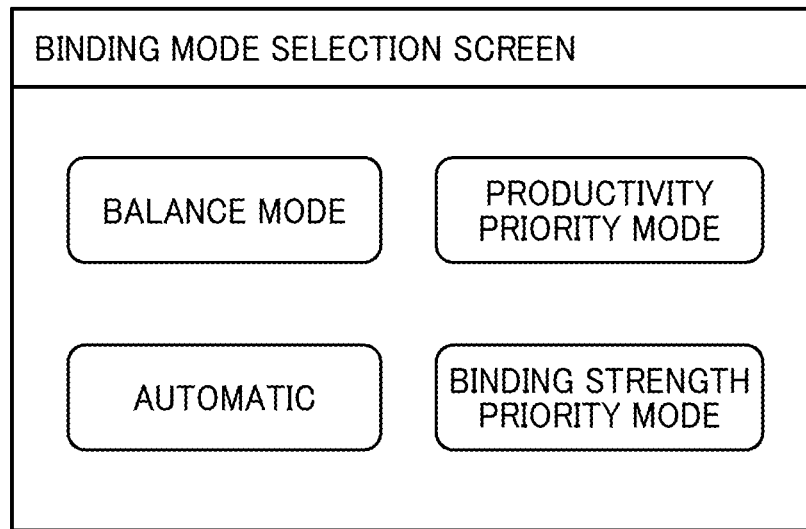 BINDING MODE SELECTION SCREEN
BALANCE MODE
PRODUCTIVITY
PRIORITY MODE
AUTOMATIC
BINDING STRENGTH
PRIORITY MODE